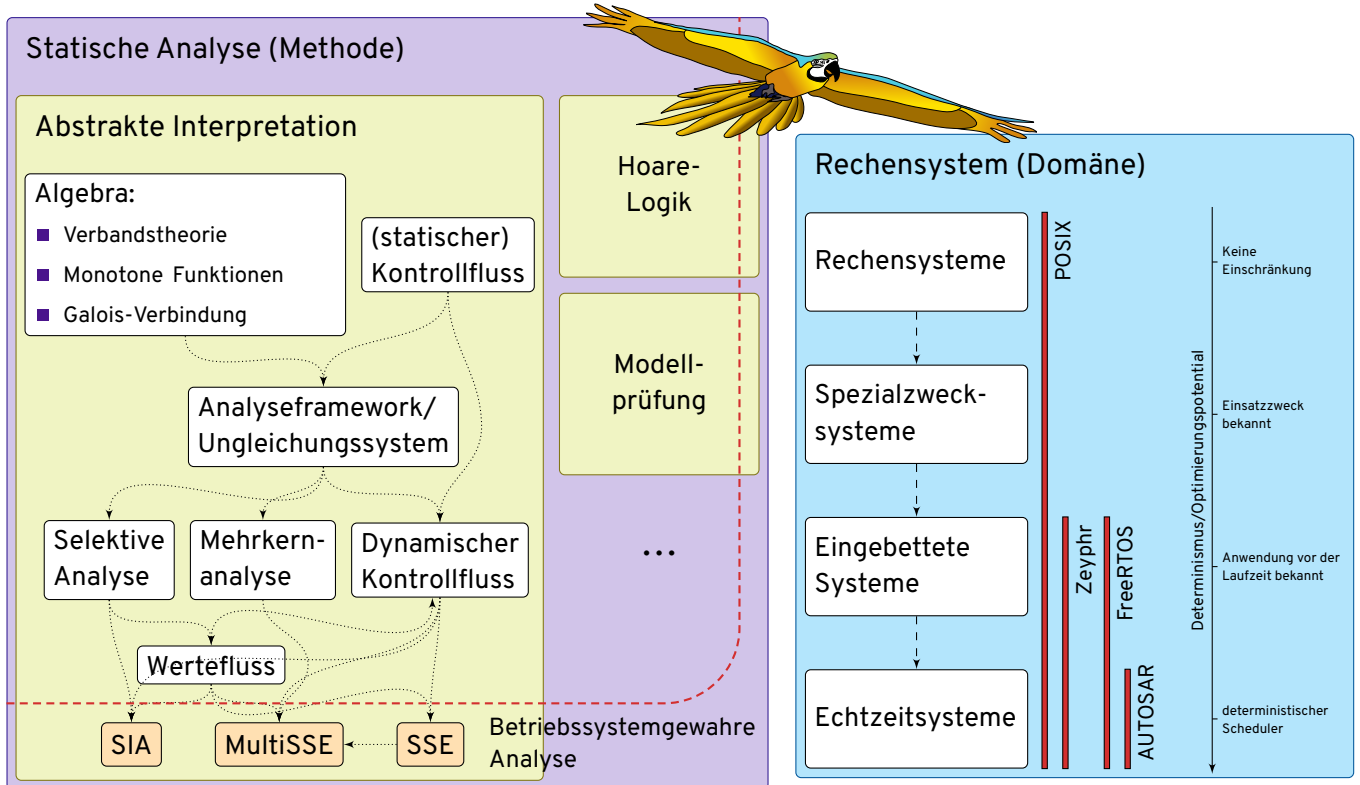 Statische Analyse (Methode)
Abstrakte Interpretation
Algebra:
Verbandstheorie
Monotone Funktionen
Galois-Verbindung
(statischer)
Kontrollfluss
Analyseframework/
Ungleichungssystem
Selektive
Analyse
Mehrkern-
analyse
Dynamischer
Kontrollfluss
Wertefluss
SIA
MultiSSE
SSE
Betriebssystemgewahre
Analyse
Hoare-
Logik
Modell-
prüfung
...
Rechensystem (Domäne)
Rechensysteme
Spezialzweck-
systeme
Eingebettete
Systeme
Echtzeitsysteme
POSIX
Zeyphr
FreeRTOS
AUTOSAR
Determinismus/Optimierungspotential
Keine
Einschränkung
Einsatzzweck
bekannt
Anwendung vor der
Laufzeit bekannt
deterministischer
Scheduler